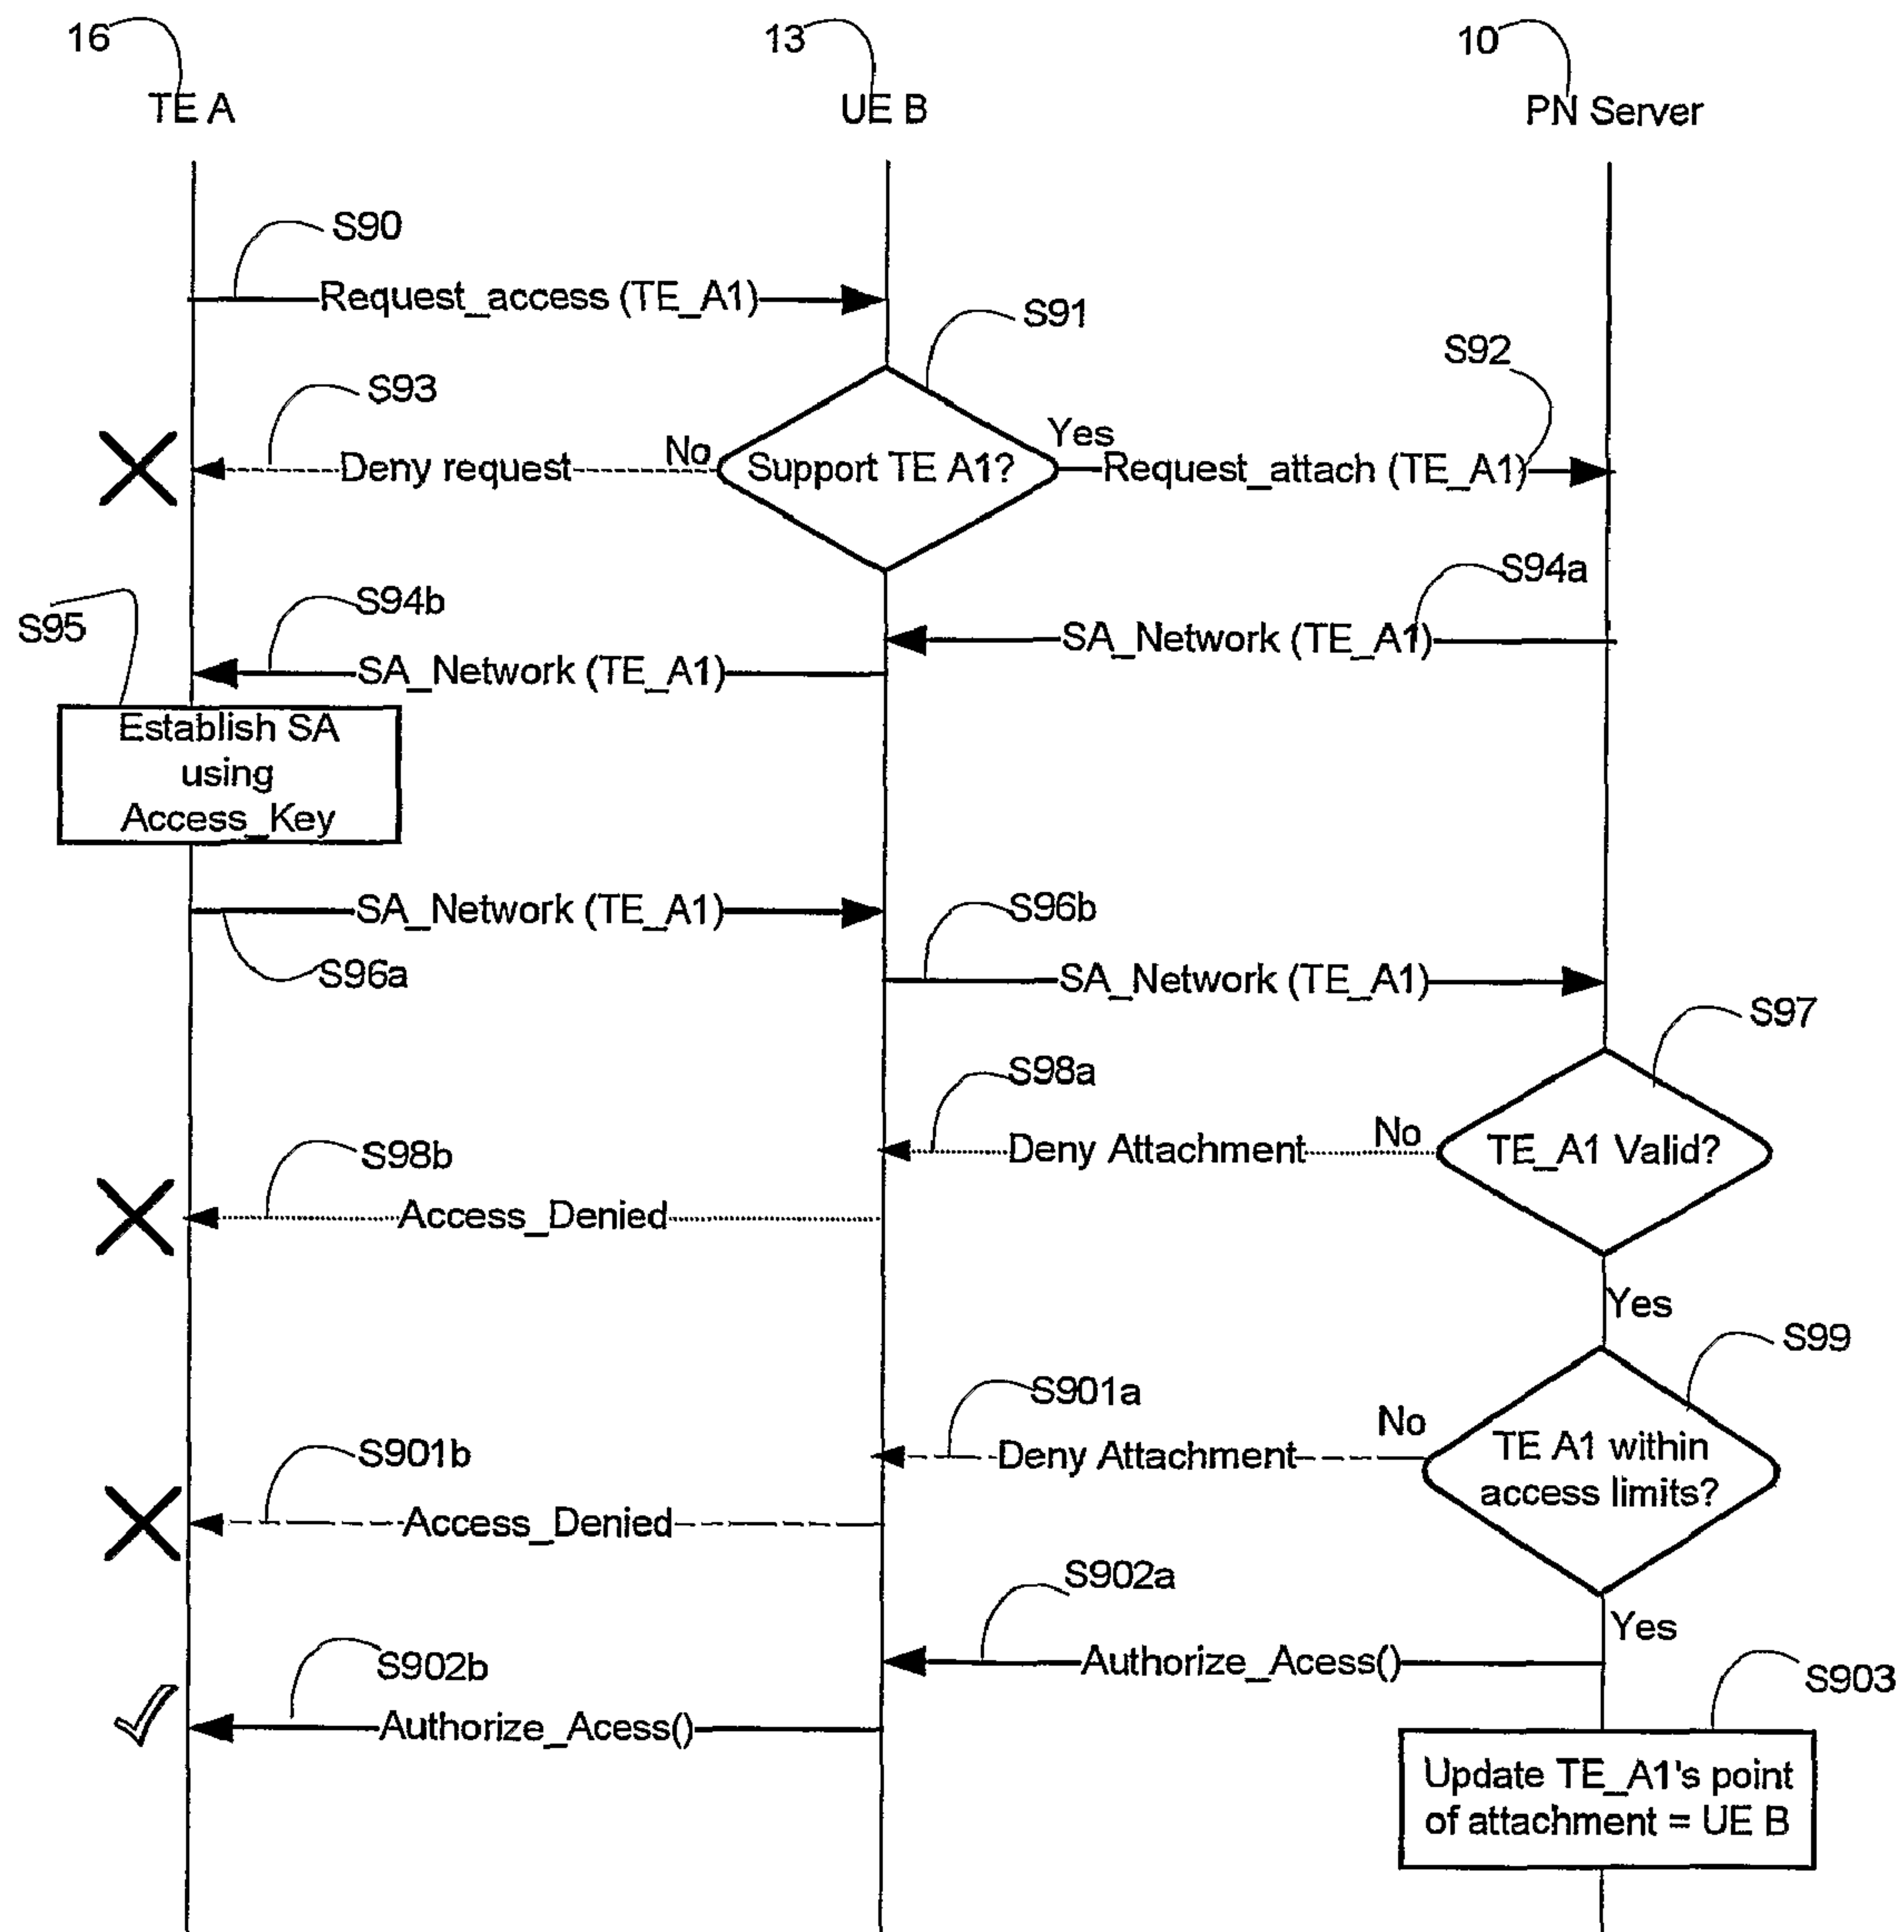 16
13
10
TE A
UE B
PN Server
S90
Request_access (TE_A1)
S91
S92
S93
Deny request
No
Support TE A1?
Yes
Request_attach (TE_A1)
S94a
S94b
SA_Network (TE_A1)
SA_Network (TE_A1)
S95
Establish SA
using
Access_Key
SA_Network (TE_A1)
S96a
S96b
SA_Network (TE_A1)
S97
S98a
Deny Attachment
No
TE_A1 Valid?
S98b
Access_Denied
Yes
S99
S901a
No
Deny Attachment
TE A1 within
access limits?
S901b
Access_Denied
S902a
Yes
Authorize_Acess()
S902b
Authorize_Acess()
S903
Update TE_A1's point
of attachment = UE B